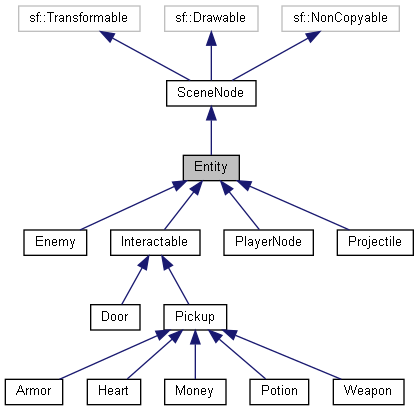 sf::Transformable sf::Drawable sf::NonCopyable
SceneNode
Entity
Enemy Interactable PlayerNode Projectile
Door Pickup
Armor Heart Money Potion Weapon